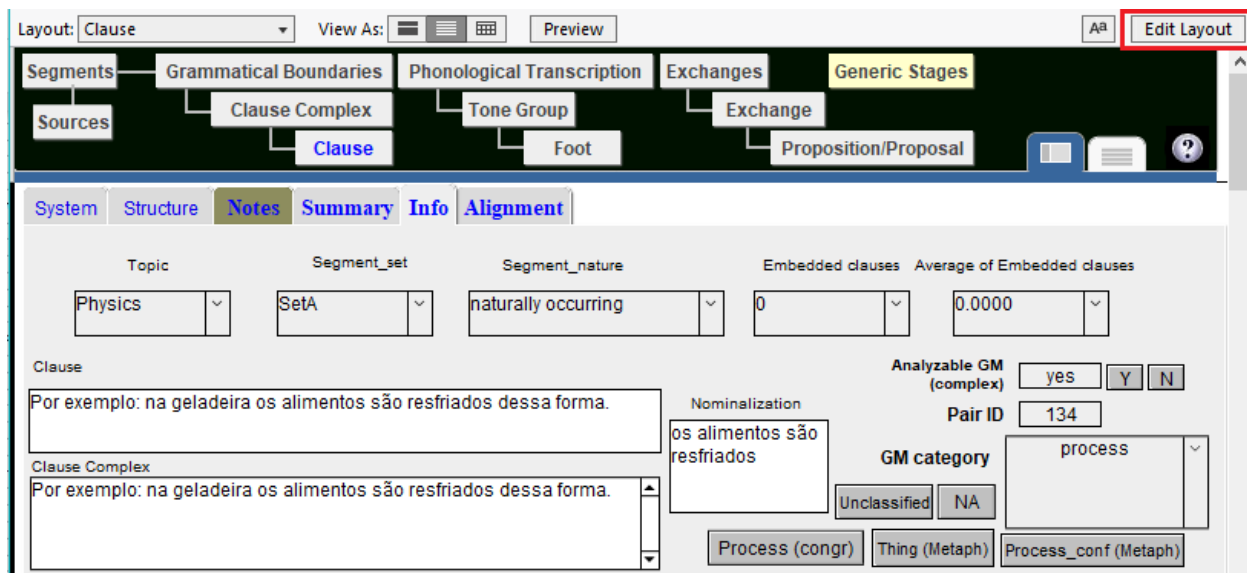 Layout: Clause View As: Preview Aa Edit Layout
Segments Grammatical Boundaries Phonological Transcription Exchanges Generic Stages
Sources Clause Complex Tone Group Exchange
Clause Foot Proposition/Proposal ?
System Structure Notes Summary Info Alignment
Topic Segment_set Segment_nature Embedded clauses Average of Embedded clauses
Physics SetA naturally occurring 0 0.0000
Clause
Por exemplo: na geladeira os alimentos são resfriados dessa forma.
Clause Complex
Por exemplo: na geladeira os alimentos são resfriados dessa forma.
Nominalization
os alimentos são
resfriados
Analyzable GM
(complex) yes Y N
Pair ID 134
GM category process
Unclassified NA
Process (congr) Thing (Metaph) Process_conf (Metaph)